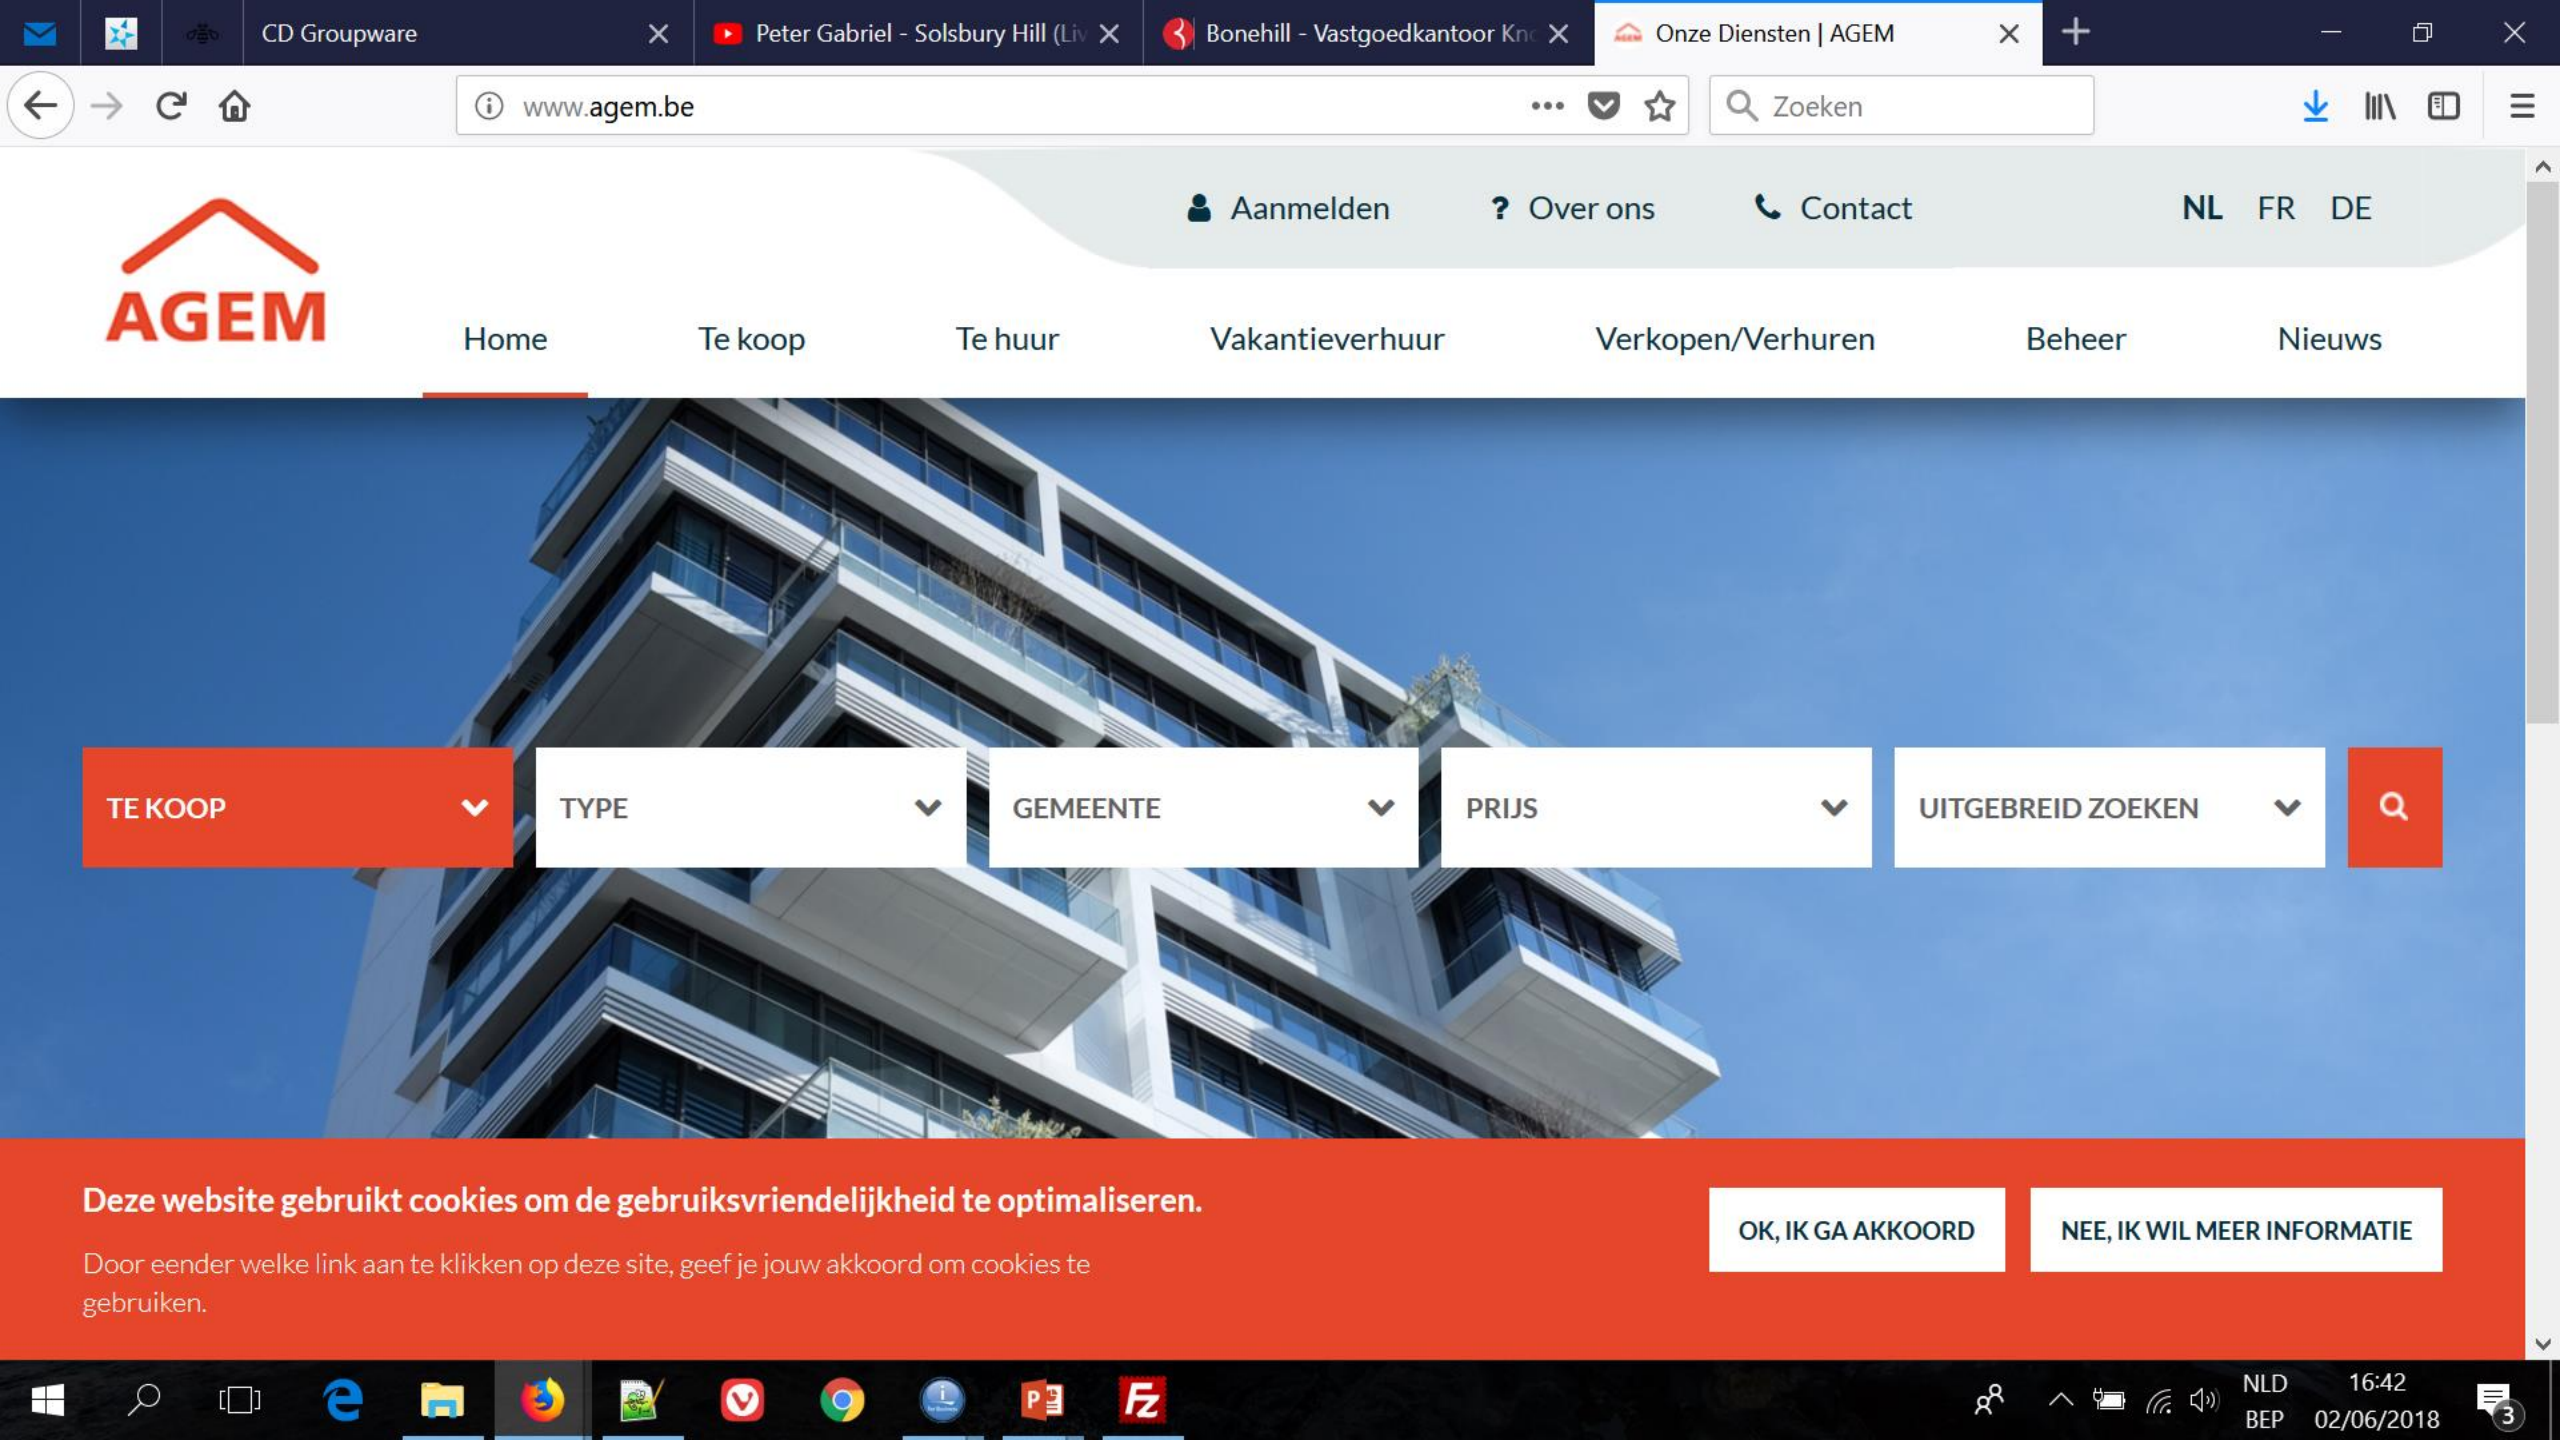 CD Groupware
Peter Gabriel - Solsbury Hill (Liv
Bonehill - Vastgoedkantoor Kno
Onze Diensten | AGEM
www.agem.be
Zoeken
Aanmelden
? Over ons
Contact
NL FR DE
AGEM
Home
Te koop
Te huur
Vakantieverhuur
Verkopen/Verhuren
Beheer
Nieuws
TE KOOP
TYPE
GEMEENTE
PRIJS
UITGEBREID ZOEKEN
Deze website gebruikt cookies om de gebruiksvriendelijkheid te optimaliseren.
Door eender welke link aan te klikken op deze site, geef je jouw akkoord om cookies te
gebruiken.
OK, IK GA AKKOORD
NEE, IK WIL MEER INFORMATIE
NLD
BEP
16:42
02/06/2018
3